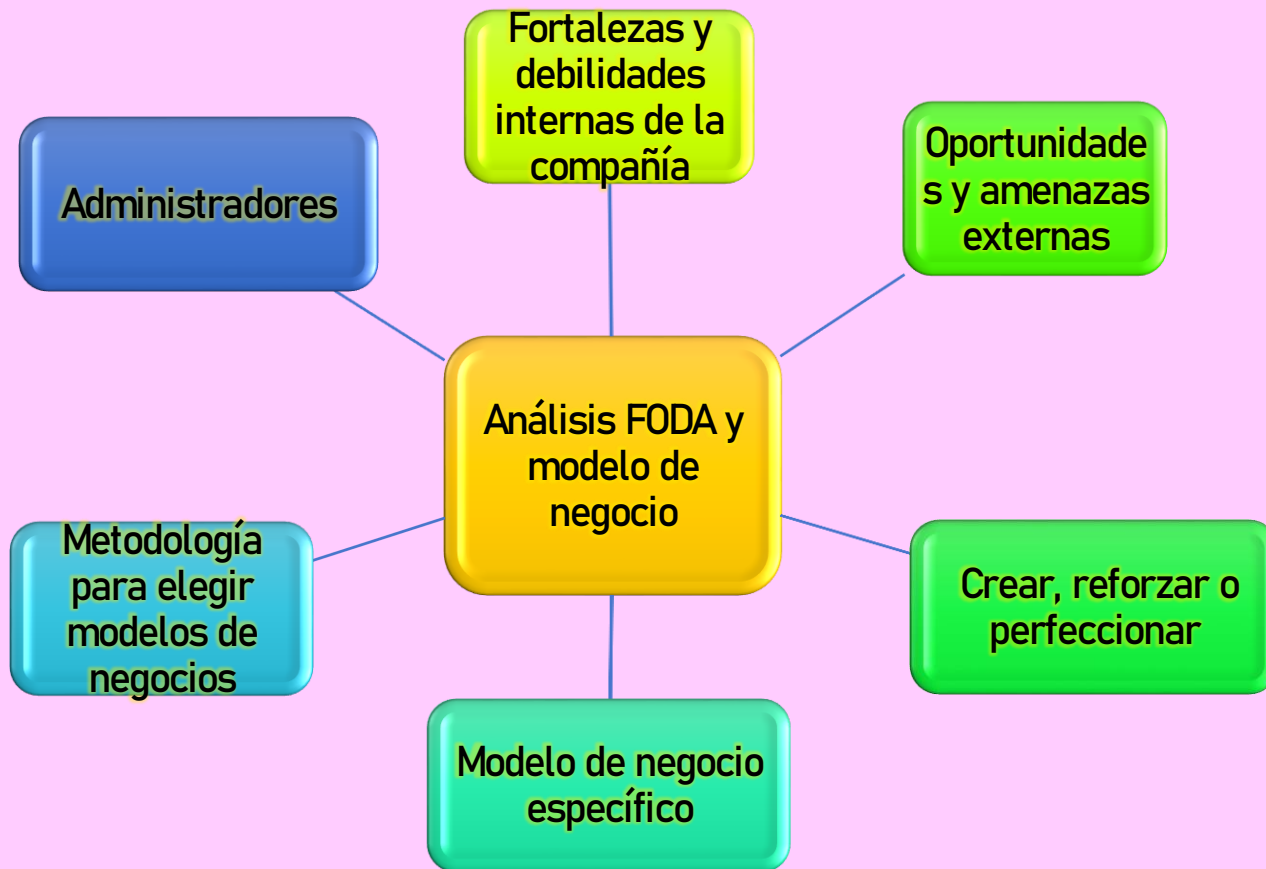 Fortalezas y
debilidades
internas de la
compañía
Oportunidade
s y amenazas
externas
Administradores
Análisis FODA y
modelo de
negocio
Metodología
para elegir
modelos de
negocios
Crear, reforzar o
perfeccionar
Modelo de negocio
específico